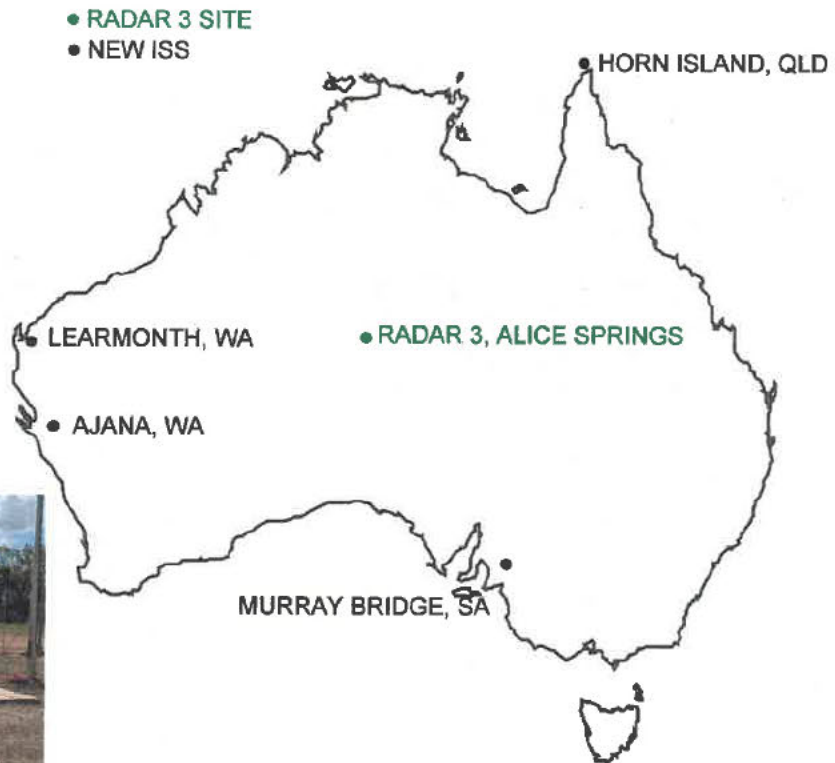 RADAR 3 SITE
NEW ISS
HORN ISLAND, QLD
LEARMONTH, WA
RADAR 3, ALICE SPRINGS
AJANA, WA
MURRAY BRIDGE, SA